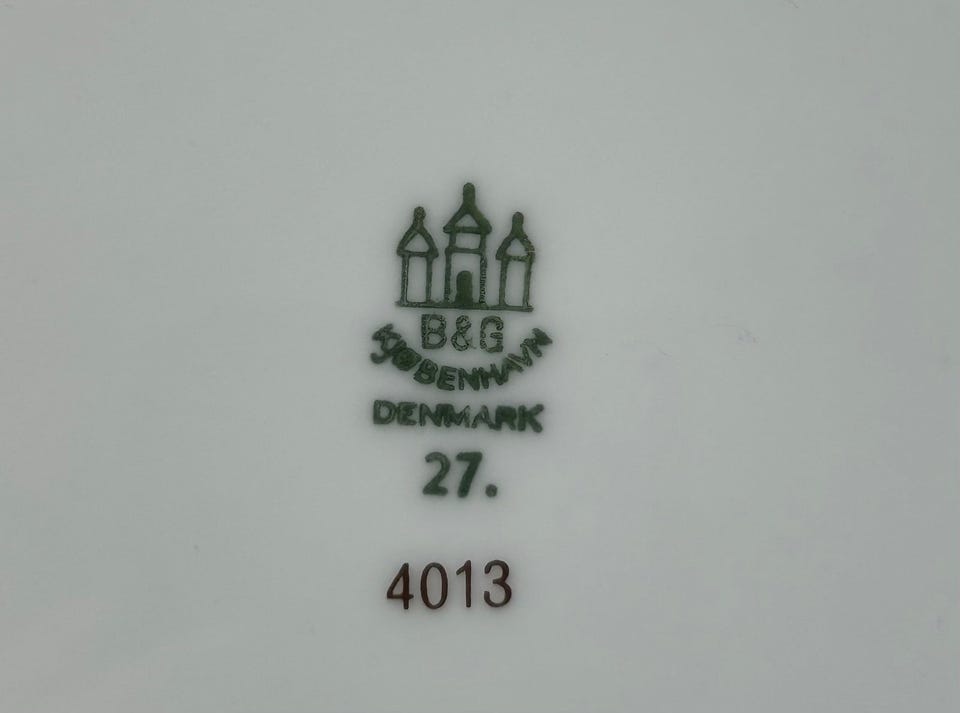 B&G
KJØBENHAVN
DENMARK
27.
4013